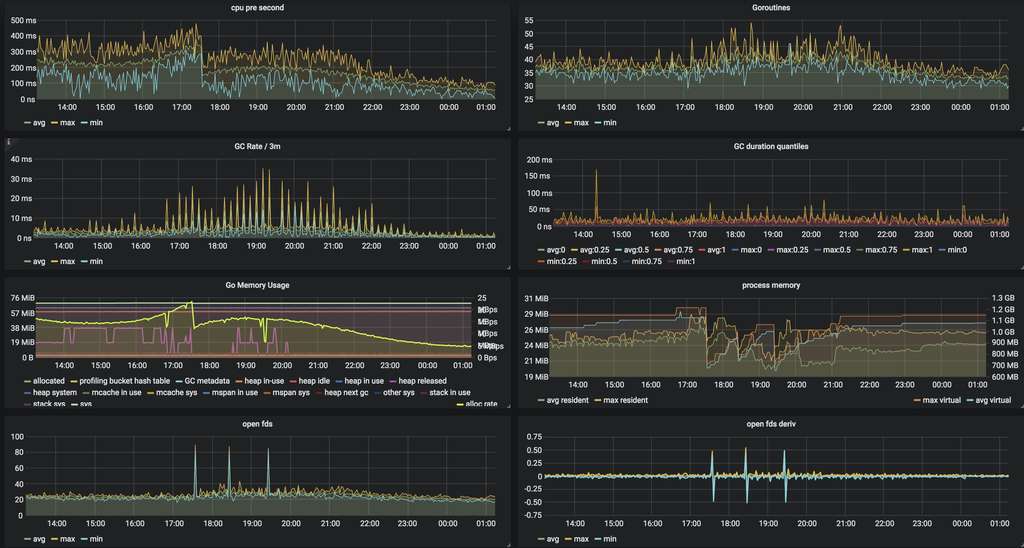 cpu pre second
500 ms
400 ms
300 ms
200 ms
100 ms
0 ns
14:00 15:00 16:00 17:00 18:00 19:00 20:00 21:00 22:00 23:00 00:00 01:00
avg max min
Goroutines
55
50
45
40
35
30
25
14:00 15:00 16:00 17:00 18:00 19:00 20:00 21:00 22:00 23:00 00:00 01:00
avg max min
i
GC Rate / 3m
40 ms
30 ms
20 ms
10 ms
0 ns
14:00 15:00 16:00 17:00 18:00 19:00 20:00 21:00 22:00 23:00 00:00 01:00
avg max min
GC duration quantiles
200 ms
150 ms
100 ms
50 ms
0 ns
14:00 15:00 16:00 17:00 18:00 19:00 20:00 21:00 22:00 23:00 00:00 01:00
avg:0 avg:0.25 avg:0.5 avg:0.75 avg:1 max:0 max:0.25 max:0.5 max:0.75 max:1 min:0
min:0.25 min:0.5 min:0.75 min:1
Go Memory Usage
76 MiB
57 MiB
38 MiB
19 MiB
0 B
25
MBps
MBps
MBps
0 Bps
14:00 15:00 16:00 17:00 18:00 19:00 20:00 21:00 22:00 23:00 00:00 01:00
allocated profiling bucket hash table GC metadata heap in-use heap idle heap in use heap released
heap system mcache in use mcache sys mspan in use mspan sys heap next gc other sys stack in use
stack sys sys alloc rate
process memory
31 MiB
29 MiB
26 MiB
24 MiB
21 MiB
19 MiB
1.3 GB
1.2 GB
1.1 GB
1.0 GB
900 MB
800 MB
700 MB
600 MB
14:00 15:00 16:00 17:00 18:00 19:00 20:00 21:00 22:00 23:00 00:00 01:00
avg resident max resident max virtual avg virtual
open fds
100
80
60
40
20
0
14:00 15:00 16:00 17:00 18:00 19:00 20:00 21:00 22:00 23:00 00:00 01:00
avg max min
open fds deriv
0.75
0.50
0.25
0
-0.25
-0.50
-0.75
14:00 15:00 16:00 17:00 18:00 19:00 20:00 21:00 22:00 23:00 00:00 01:00
avg max min